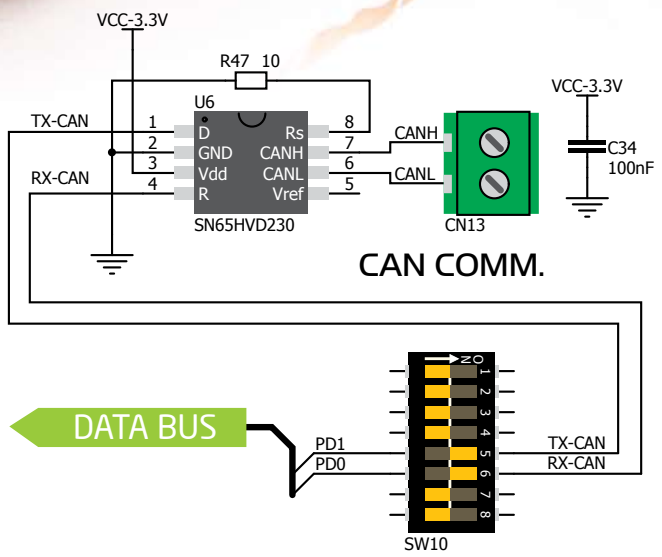 VCC-3.3V
R47 10
U6
TX-CAN 1 D Rs 8
2 GND CANH 7 CANH
3 Vdd CANL 6 CANL
RX-CAN 4 R Vref 5
SN65HVD230
CN13
VCC-3.3V
C34
100nF
CAN COMM.
ON
1
2
3
4
DATA BUS
PD1 5 TX-CAN
PD0 6 RX-CAN
7
8
SW10